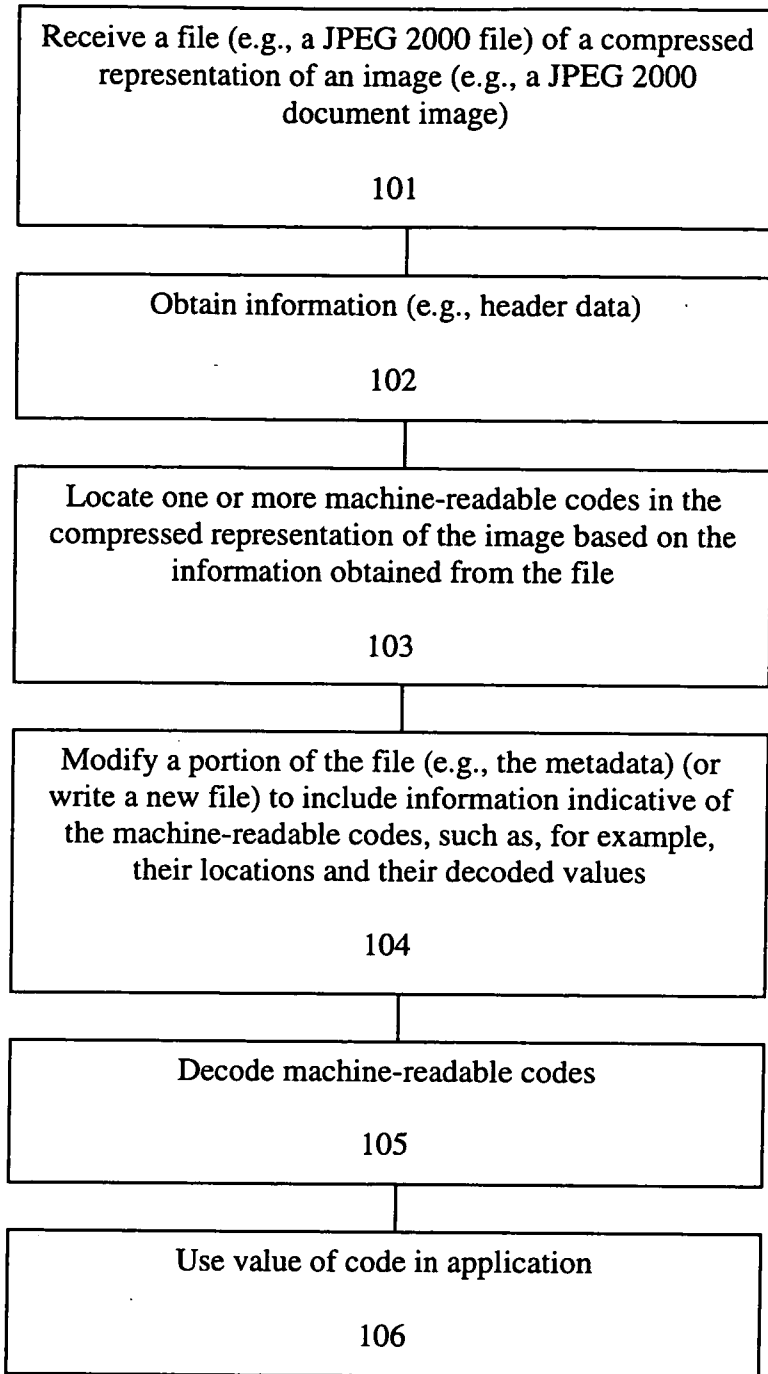 Receive a file (e.g., a JPEG 2000 file) of a compressed
representation of an image (e.g., a JPEG 2000
document image)
101
Obtain information (e.g., header data)
102
Locate one or more machine-readable codes in the
compressed representation of the image based on the
information obtained from the file
103
Modify a portion of the file (e.g., the metadata) (or
write a new file) to include information indicative of
the machine-readable codes, such as, for example,
their locations and their decoded values
104
Decode machine-readable codes
105
Use value of code in application
106